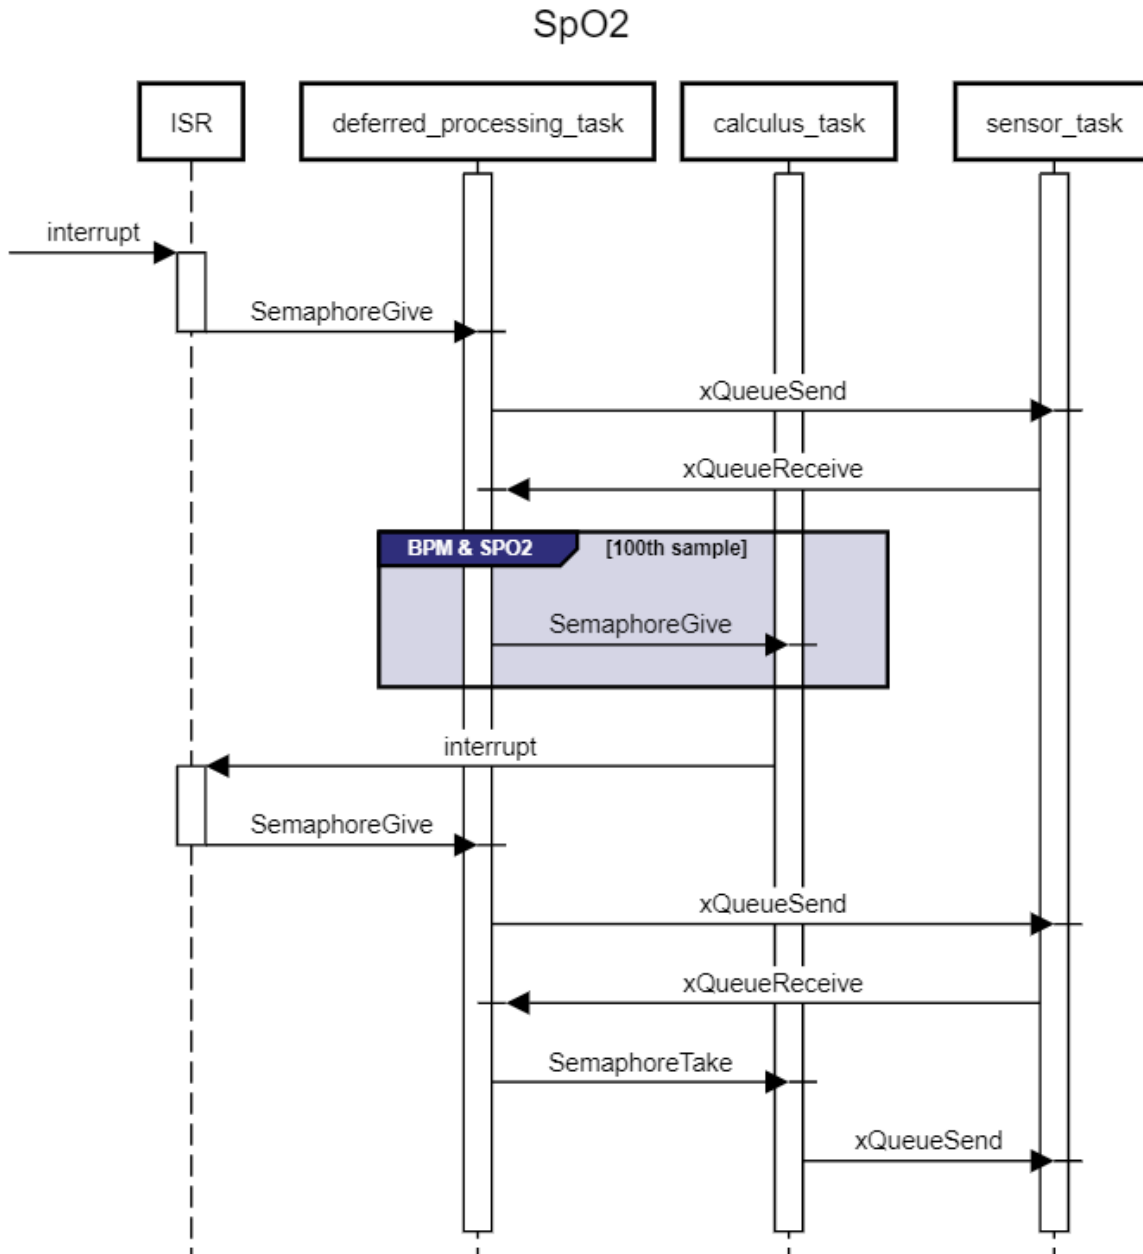 SpO2
ISR
deferred_processing_task
calculus_task
sensor_task
interrupt
SemaphoreGive
xQueueSend
xQueueReceive
BPM & SPO2
[100th sample]
SemaphoreGive
interrupt
SemaphoreGive
xQueueSend
xQueueReceive
SemaphoreTake
xQueueSend